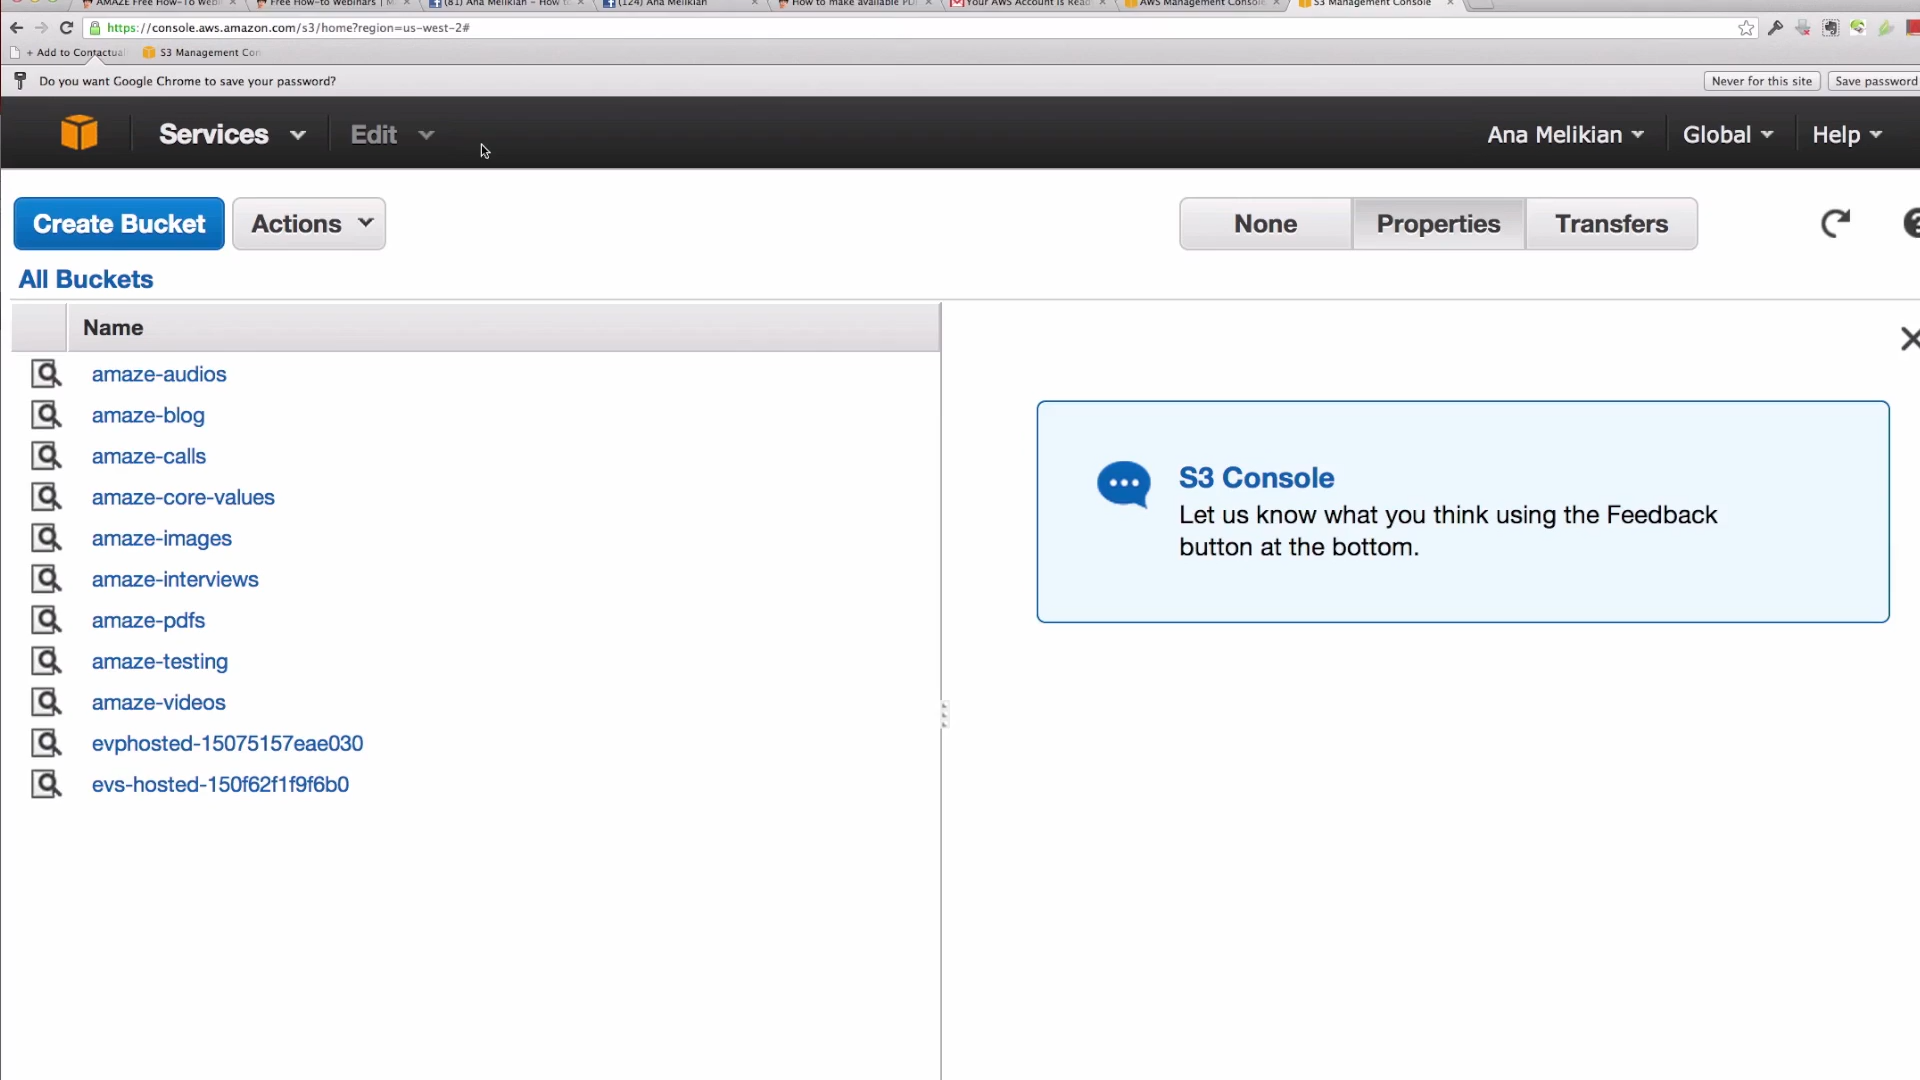 AMAZE Free How-To Web
Free How-to Webinars | M
(81) Ana Melikian – How to
(124) Ana Melikian
How to make available PD
Your AWS Account is Read
AWS Management Console
S3 Management Console
https://console.aws.amazon.com/s3/home?region=us-west-2#
+ Add to Contactual
S3 Management Con
Do you want Google Chrome to save your password?
Never for this site
Save password
Services
Edit
Ana Melikian
Global
Help
Create Bucket
Actions
None
Properties
Transfers
All Buckets
Name
amaze-audios
amaze-blog
amaze-calls
amaze-core-values
amaze-images
amaze-interviews
amaze-pdfs
amaze-testing
amaze-videos
evphosted-15075157eae030
evs-hosted-150f62f1f9f6b0
S3 Console
Let us know what you think using the Feedback
button at the bottom.